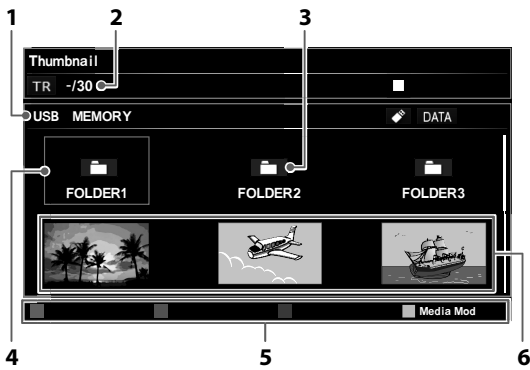 1 2 3
Thumbnail
TR -/30
USB MEMORY DATA
FOLDER1 FOLDER2 FOLDER3
Media Mod
4 5 6